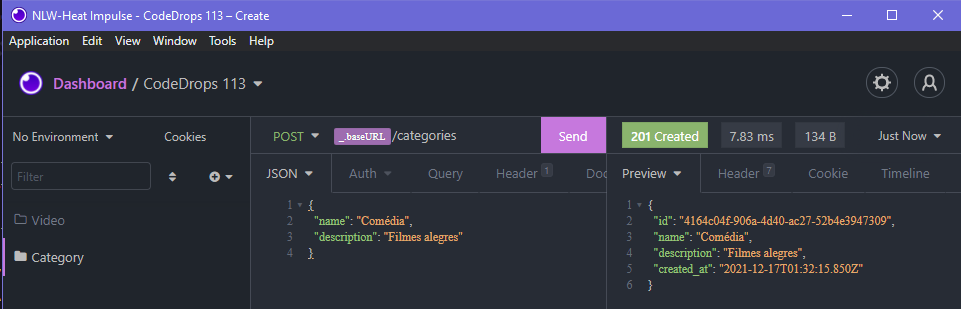 NLW-Heat Impulse - CodeDrops 113 – Create
Application Edit View Window Tools Help
Dashboard / CodeDrops 113
No Environment Cookies
POST _.baseURL /categories Send
201 Created 7.83 ms 134 B Just Now
Filter
JSON Auth Query Header 1 Doc
Preview Header 7 Cookie Timeline
Video
Category
1 {
2 "name": "Comédia",
3 "description": "Filmes alegres"
4 }
1 {
2 "id": "4164c04f-906a-4d40-ac27-52b4e3947309",
3 "name": "Comédia",
4 "description": "Filmes alegres",
5 "created_at": "2021-12-17T01:32:15.850Z"
6 }